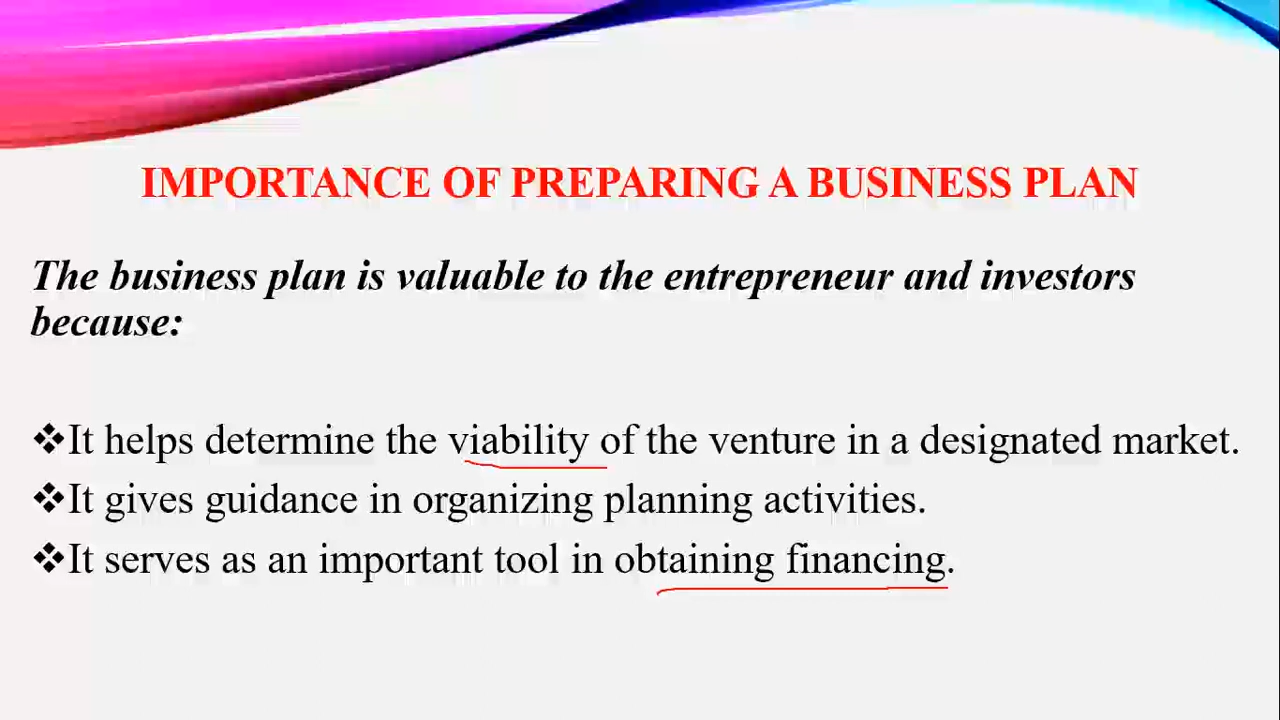 IMPORTANCE OF PREPARING A BUSINESS PLAN
The business plan is valuable to the entrepreneur and investors
because:
❖It helps determine the viability of the venture in a designated market.
❖It gives guidance in organizing planning activities.
❖It serves as an important tool in obtaining financing.